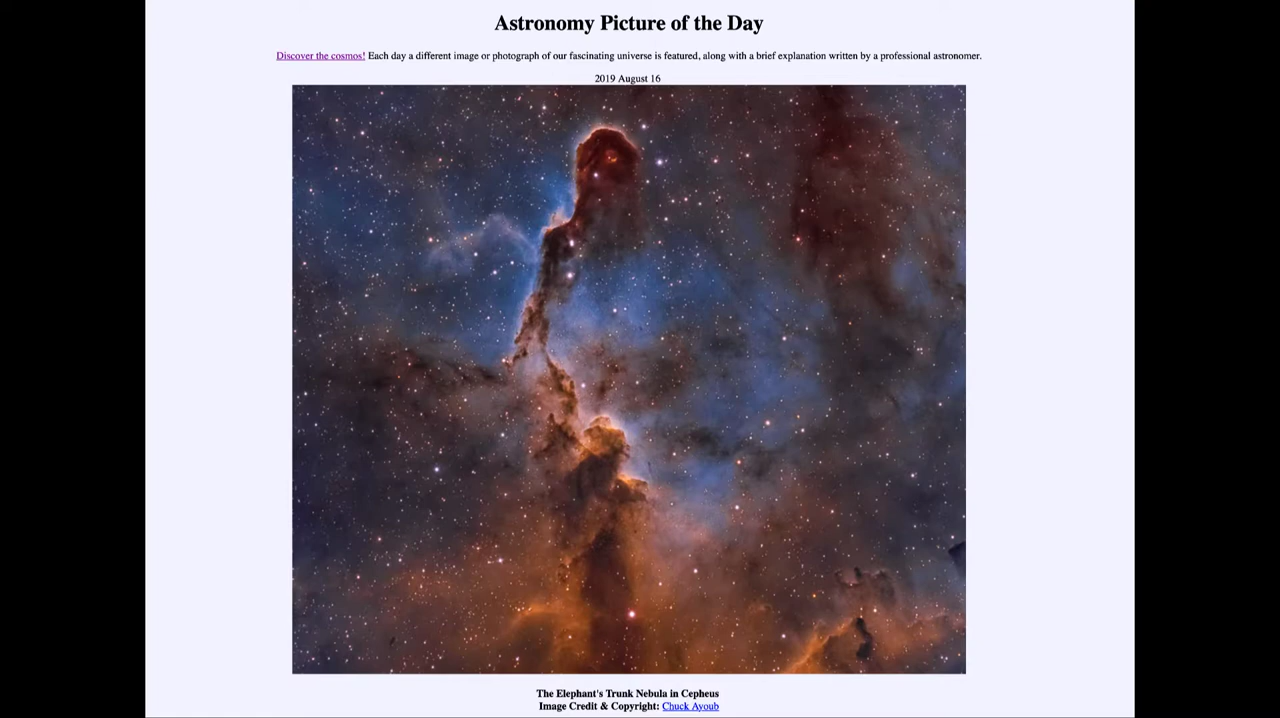 Astronomy Picture of the Day
Discover the cosmos! Each day a different image or photograph of our fascinating universe is featured, along with a brief explanation written by a professional astronomer.
2019 August 16
The Elephant's Trunk Nebula in Cepheus
Image Credit & Copyright: Chuck Ayoub